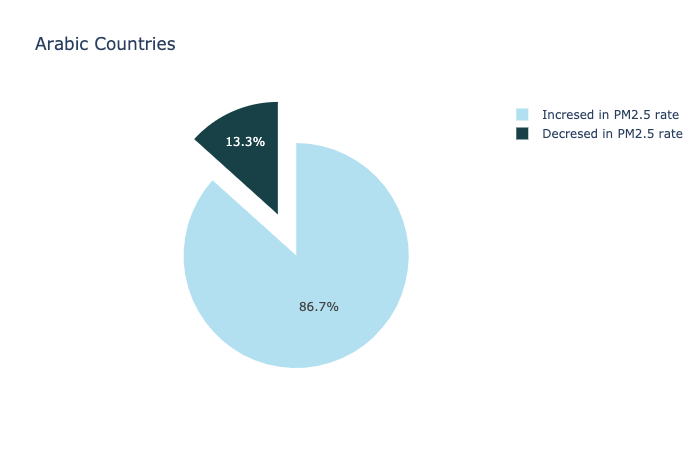 Arabic Countries
Incresed in PM2.5 rate
Decresed in PM2.5 rate
13.3%
86.7%